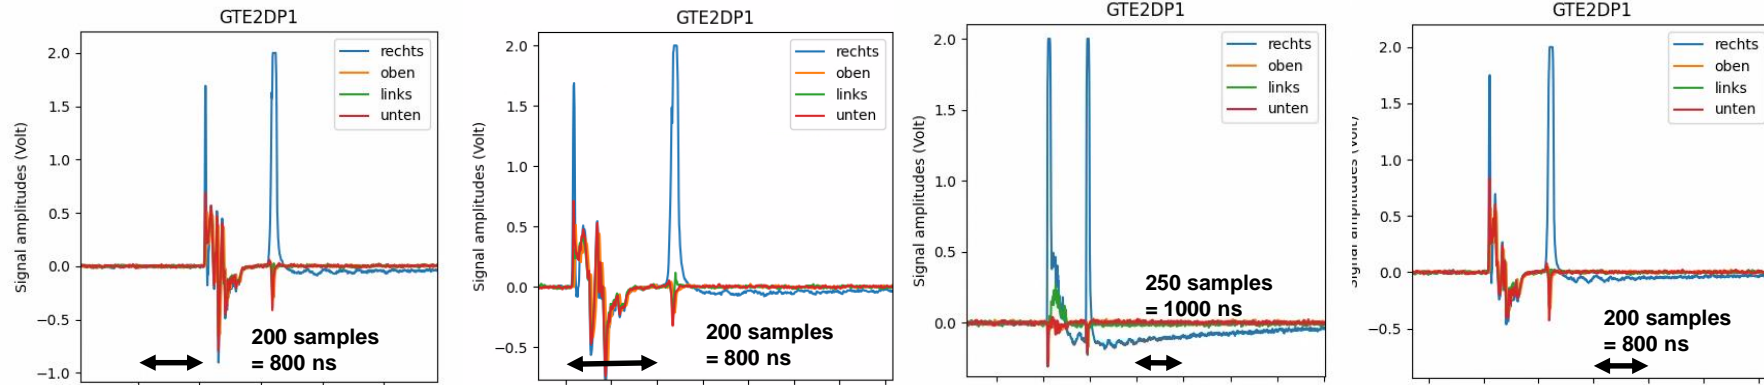 GTE2DP1
Signal amplitudes (Volt)
2.0
1.5
1.0
0.5
0.0
−0.5
−1.0
rechts
oben
links
unten
200 samples
= 800 ns
GTE2DP1
Signal amplitudes (Volt)
2.0
1.5
1.0
0.5
0.0
−0.5
rechts
oben
links
unten
200 samples
= 800 ns
GTE2DP1
Signal amplitudes (Volt)
2.0
1.5
1.0
0.5
0.0
rechts
oben
links
unten
250 samples
= 1000 ns
GTE2DP1
amplitudes
2.0
1.5
1.0
0.5
0.0
−0.5
rechts
oben
links
unten
200 samples
= 800 ns